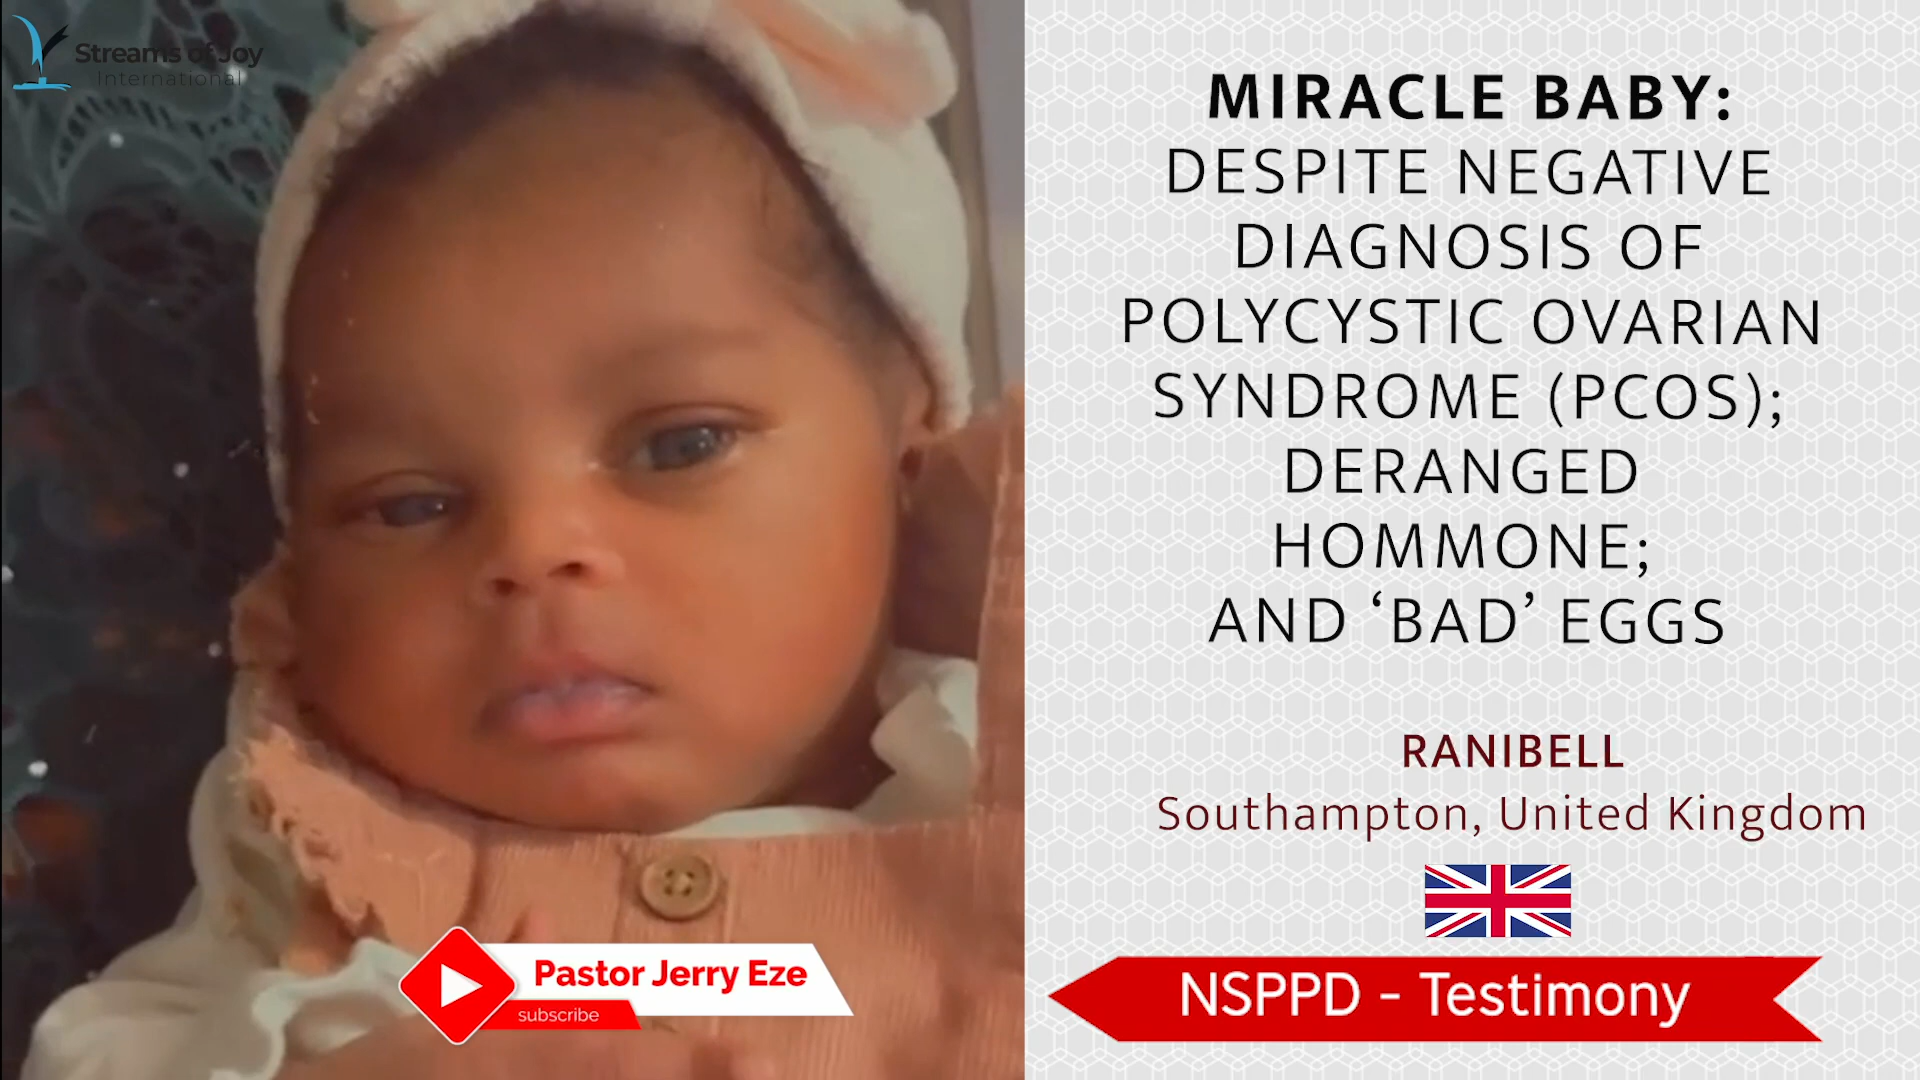 Streams of Joy
International
MIRACLE BABY:
DESPITE NEGATIVE
DIAGNOSIS OF
POLYCYSTIC OVARIAN
SYNDROME (PCOS);
DERANGED
HOMMONE;
AND ‘BAD’ EGGS
RANIBELL
Southampton, United Kingdom
Pastor Jerry Eze
subscribe
NSPPD - Testimony